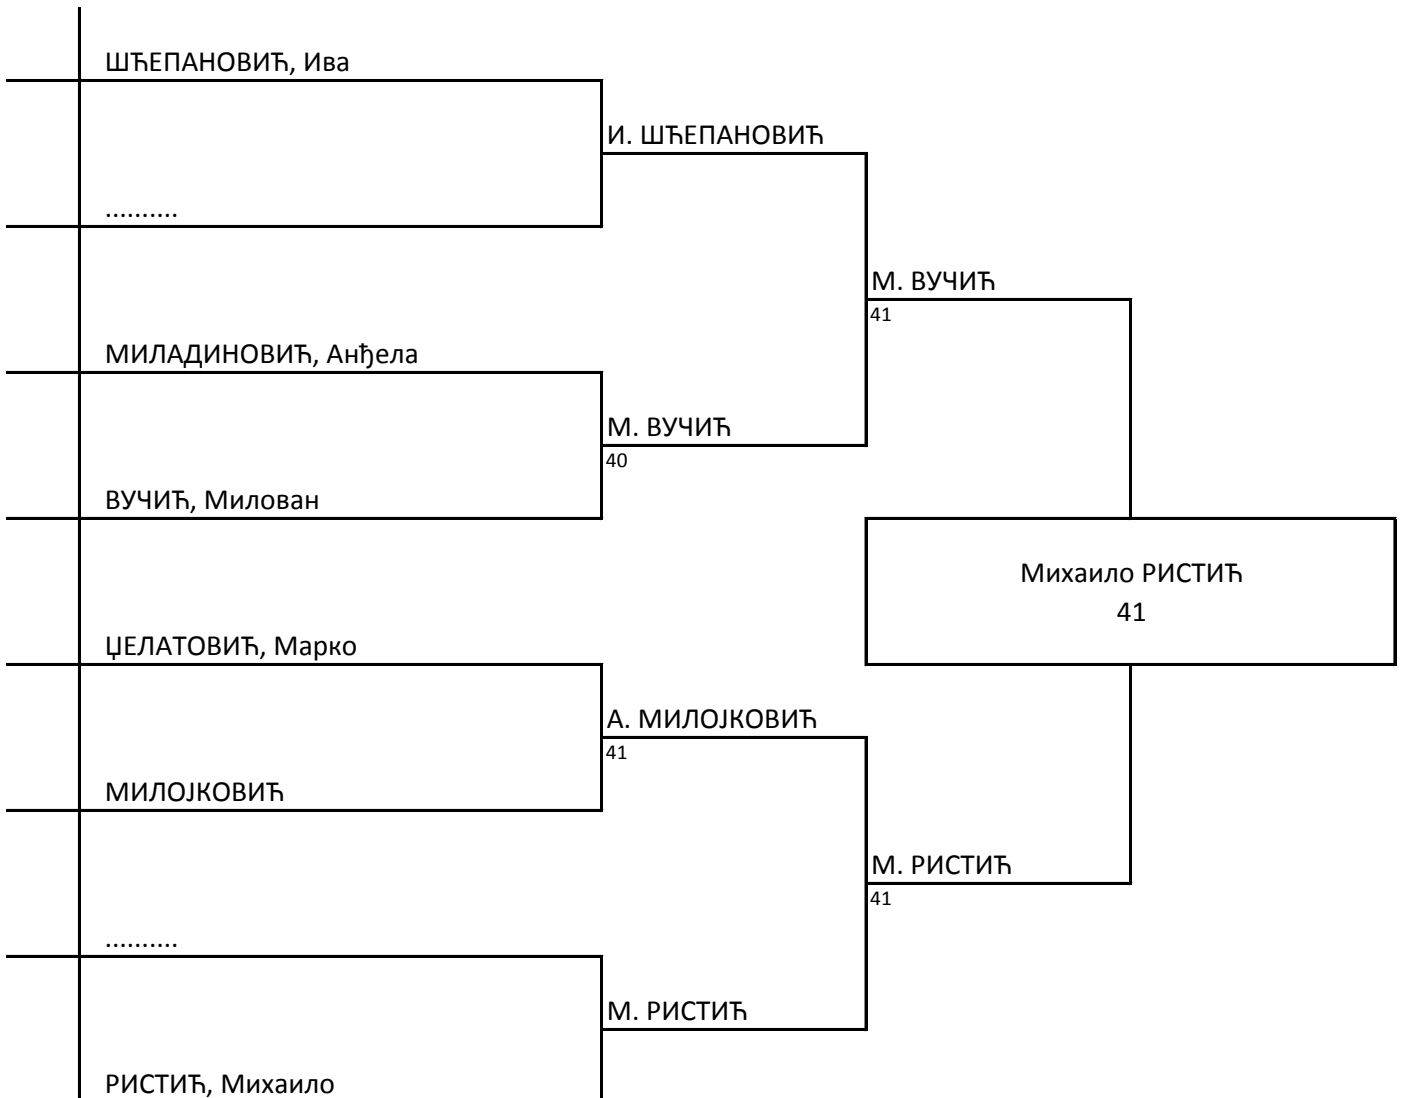 ШЋЕПАНОВИЋ, Ива
И. ШЋЕПАНОВИЋ
..........
М. ВУЧИЋ
41
МИЛАДИНОВИЋ, Анђела
М. ВУЧИЋ
40
ВУЧИЋ, Милован
Михаило РИСТИЋ
41
ЏЕЛАТОВИЋ, Марко
А. МИЛОЈКОВИЋ
41
МИЛОЈКОВИЋ
М. РИСТИЋ
41
..........
М. РИСТИЋ
РИСТИЋ, Михаило